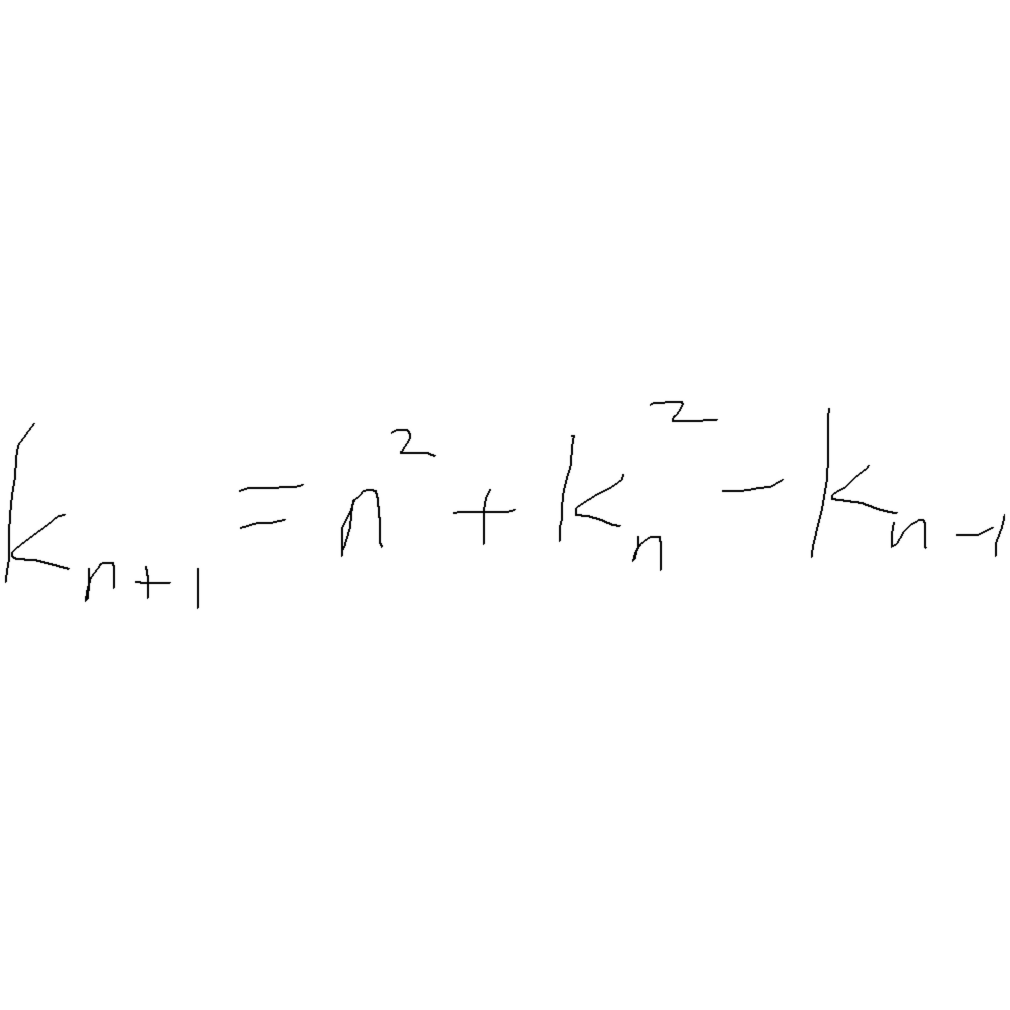 k_{n+1} = n^2 + k_n^2 - k_{n-1}